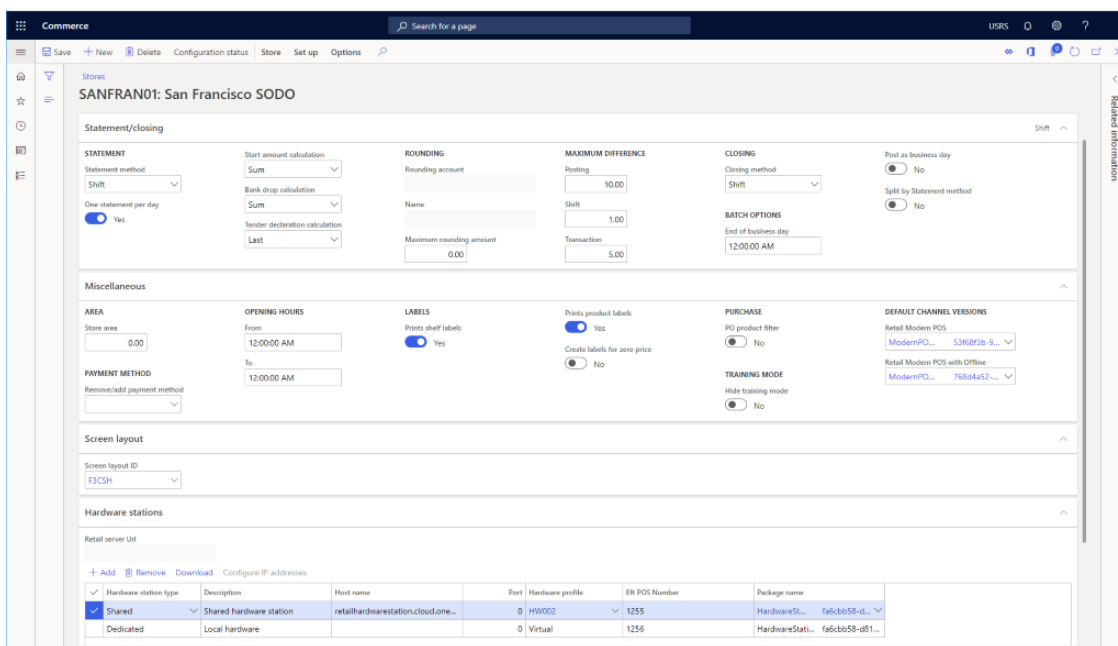 Commerce
Search for a page
USRS
?
Save
New
Delete
Configuration status
Store
Set up
Options
0
Stores
SANFRAN01: San Francisco SODO
Related information
Statement/closing
Shift
STATEMENT
Statement method
Shift
One statement per day
Yes
Start amount calculation
Sum
Bank drop calculation
Sum
Tender declaration calculation
Last
ROUNDING
Rounding account
Name
Maximum rounding amount
0.00
MAXIMUM DIFFERENCE
Posting
10.00
Shift
1.00
Transaction
5.00
CLOSING
Closing method
Shift
BATCH OPTIONS
End of business day
12:00:00 AM
Post as business day
No
Split by Statement method
No
Miscellaneous
AREA
Store area
0.00
PAYMENT METHOD
Remove/add payment method
OPENING HOURS
From
12:00:00 AM
To
12:00:00 AM
LABELS
Prints shelf labels
Yes
Prints product labels
Yes
Create labels for zero price
No
PURCHASE
PO product filter
No
TRAINING MODE
Hide training mode
No
DEFAULT CHANNEL VERSIONS
Retail Modern POS
ModernPO... 53f68f3b-9...
Retail Modern POS with Offline
ModernPO... 768d4a52-...
Screen layout
Screen layout ID
F3CSH
Hardware stations
Retail server Url
Add Remove Download Configure IP addresses
Hardware station type Description Host name Port Hardware profile Eft POS Number Package name
Shared Shared hardware station retailhardwarestation.cloud.one... 0 HW002 1255 HardwareSt... fa6cbb58-d...
Dedicated Local hardware 0 Virtual 1256 HardwareStati... fa6cbb58-d81...